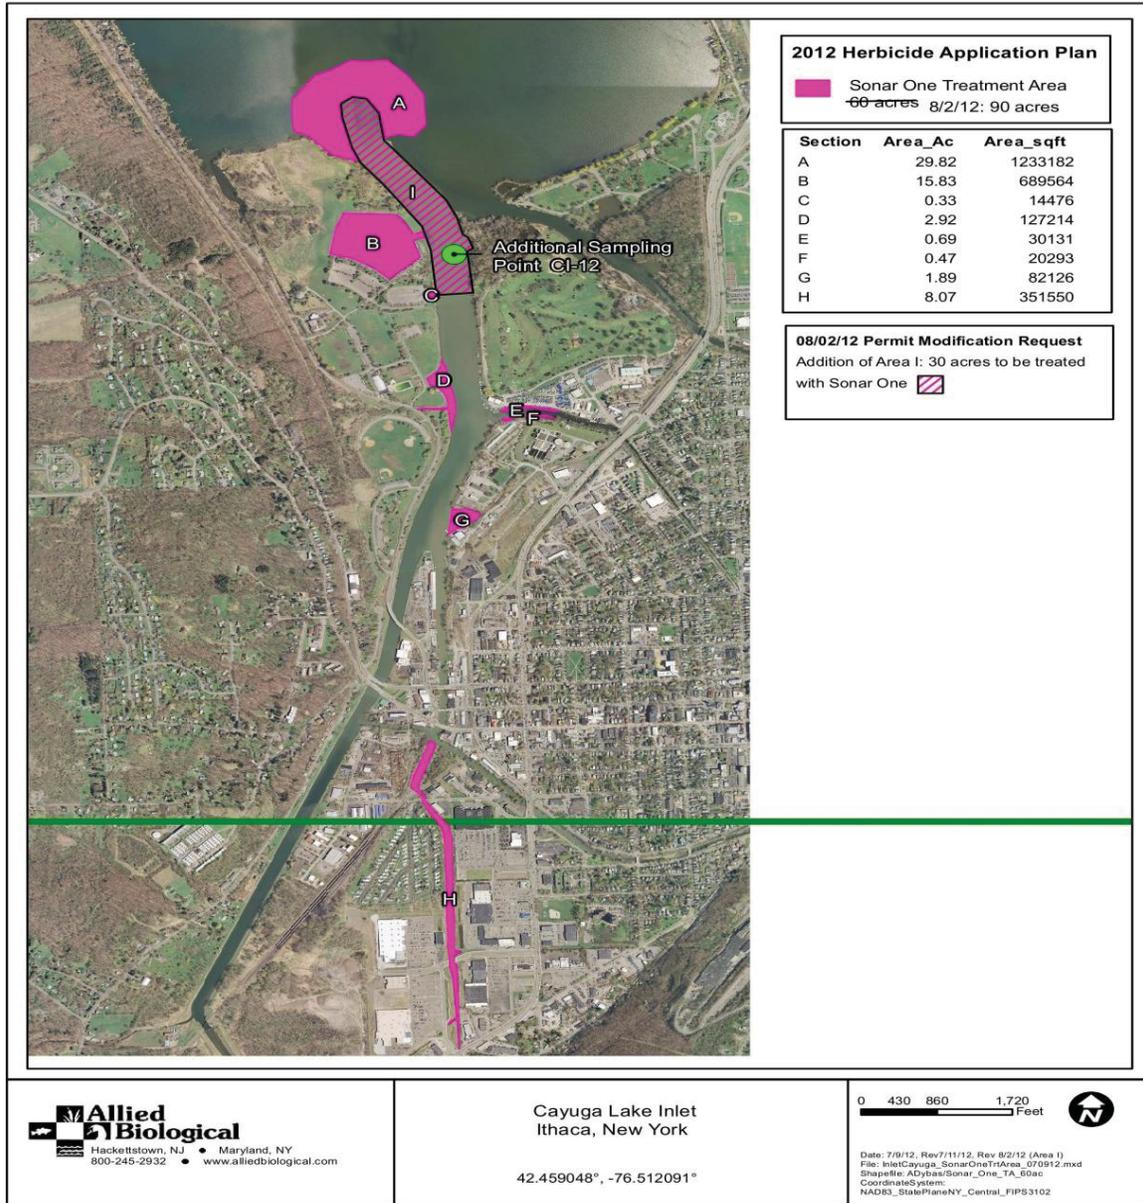 2012 Herbicide Application Plan
Sonar One Treatment Area
60 acres 8/2/12: 90 acres
Section Area_Ac Area_sqft
A 29.82 1233182
B 15.83 689564
C 0.33 14476
D 2.92 127214
E 0.69 30131
F 0.47 20293
G 1.89 82126
H 8.07 351550
08/02/12 Permit Modification Request
Addition of Area I: 30 acres to be treated
with Sonar One
A
I
B
Additional Sampling
Point CI-12
C
D
E
F
G
H
Allied
Biological
Hackettstown, NJ ● Maryland, NY
800-245-2932 ● www.alliedbiological.com
Cayuga Lake Inlet
Ithaca, New York
42.459048°, -76.512091°
0 430 860 1,720
Feet
N
Date: 7/9/12, Rev7/11/12, Rev 8/2/12 (Area I)
File: InletCayuga_SonarOneTrtArea_070912.mxd
Shapefile: ADybas/Sonar_One_TA_60ac
CoordinateSystem:
NAD83_StatePlaneNY_Central_FIPS3102